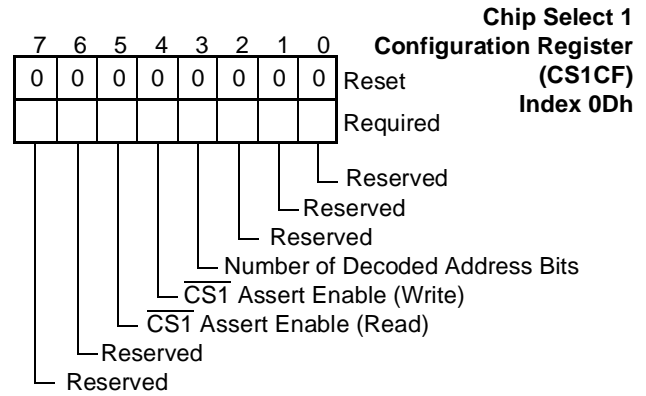 Chip Select 1
Configuration Register
(CS1CF)
Index 0Dh
7 6 5 4 3 2 1 0
0 0 0 0 0 0 0 0 Reset
Required
Reserved
Reserved
Reserved
Number of Decoded Address Bits
CS1 Assert Enable (Write)
CS1 Assert Enable (Read)
Reserved
Reserved